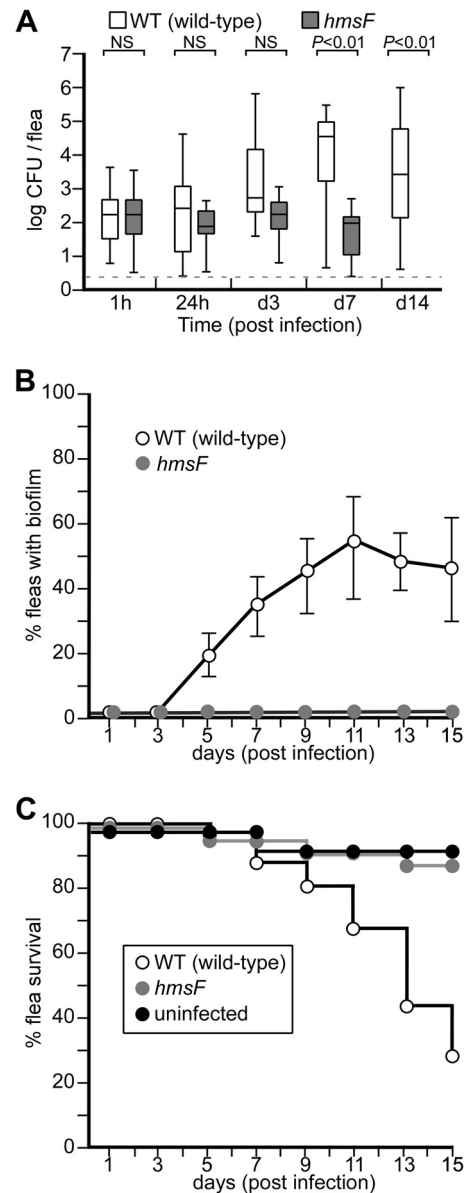 A
WT (wild-type) hmsF
NS NS NS P<0.01 P<0.01
log CFU / flea
7
6
5
4
3
2
1
0
1h 24h d3 d7 d14
Time (post infection)
B
% fleas with biofilm
100
80
60
40
20
0
WT (wild-type)
hmsF
1 3 5 7 9 11 13 15
days (post infection)
C
% flea survival
100
80
60
40
20
0
WT (wild-type)
hmsF
uninfected
1 3 5 7 9 11 13 15
days (post infection)